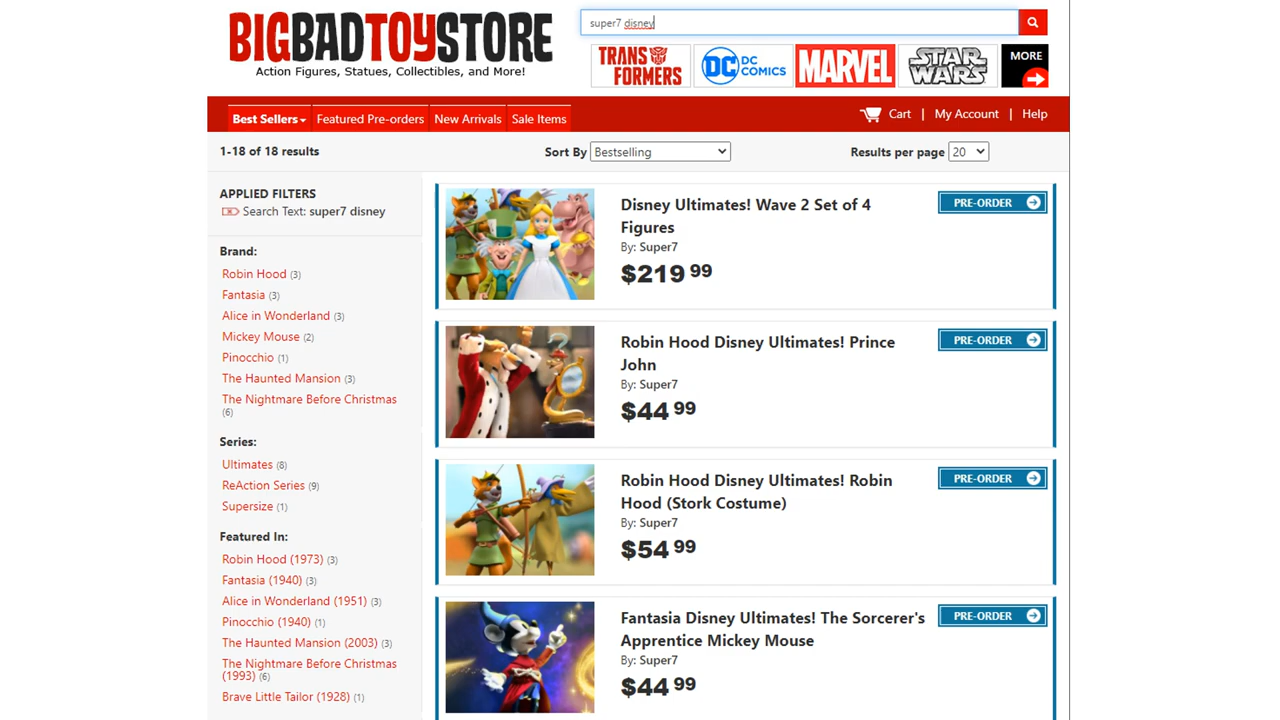 BIGBADTOYSTORE
Action Figures, Statues, Collectibles, and More!
super7 disney
TRANSFORMERS
DC DC COMICS
MARVEL
STAR WARS
MORE
Best Sellers
Featured Pre-orders
New Arrivals
Sale Items
Cart | My Account | Help
1-18 of 18 results
Sort By Bestselling
Results per page 20
APPLIED FILTERS
Search Text: super7 disney
Brand:
Robin Hood (3)
Fantasia (3)
Alice in Wonderland (3)
Mickey Mouse (2)
Pinocchio (1)
The Haunted Mansion (3)
The Nightmare Before Christmas
(6)
Series:
Ultimates (8)
ReAction Series (9)
Supersize (1)
Featured In:
Robin Hood (1973) (3)
Fantasia (1940) (3)
Alice in Wonderland (1951) (3)
Pinocchio (1940) (1)
The Haunted Mansion (2003) (3)
The Nightmare Before Christmas
(1993) (6)
Brave Little Tailor (1928) (1)
Disney Ultimates! Wave 2 Set of 4
Figures
By: Super7
$219 99
PRE-ORDER
Robin Hood Disney Ultimates! Prince
John
By: Super7
$44 99
PRE-ORDER
Robin Hood Disney Ultimates! Robin
Hood (Stork Costume)
By: Super7
$54 99
PRE-ORDER
Fantasia Disney Ultimates! The Sorcerer's
Apprentice Mickey Mouse
By: Super7
$44 99
PRE-ORDER